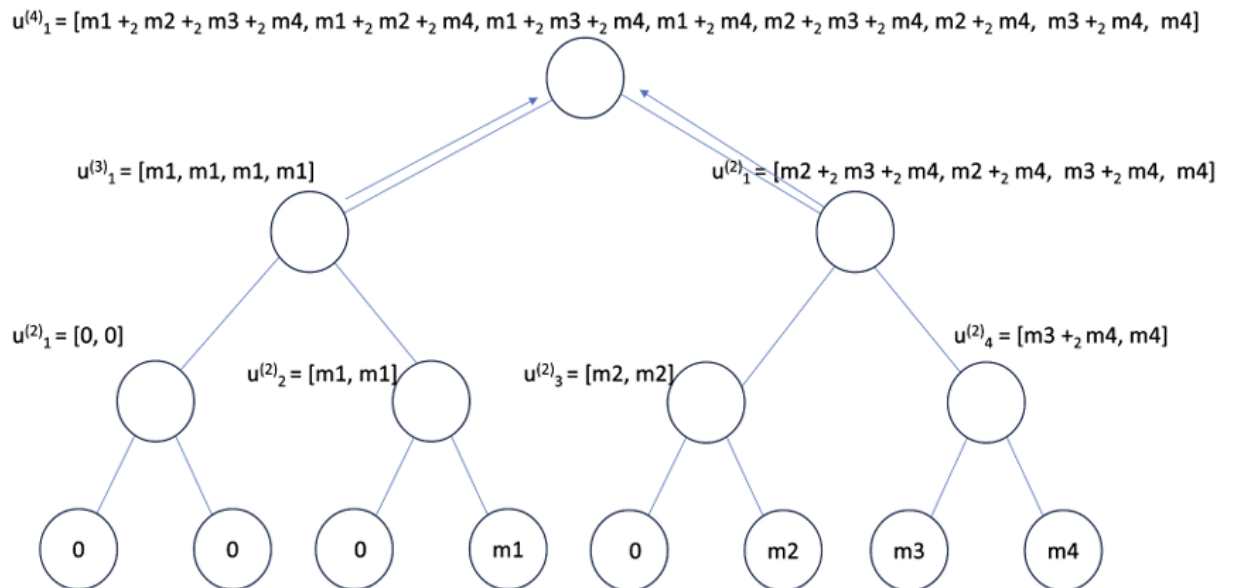 u⁽⁴⁾₁ = [m1 +₂ m2 +₂ m3 +₂ m4, m1 +₂ m2 +₂ m4, m1 +₂ m3 +₂ m4, m1 +₂ m4, m2 +₂ m3 +₂ m4, m2 +₂ m4, m3 +₂ m4, m4]
u⁽³⁾₁ = [m1, m1, m1, m1]
u⁽²⁾₁ = [m2 +₂ m3 +₂ m4, m2 +₂ m4, m3 +₂ m4, m4]
u⁽²⁾₁ = [0, 0]
u⁽²⁾₂ = [m1, m1]
u⁽²⁾₃ = [m2, m2]
u⁽²⁾₄ = [m3 +₂ m4, m4]
0
0
0
m1
0
m2
m3
m4